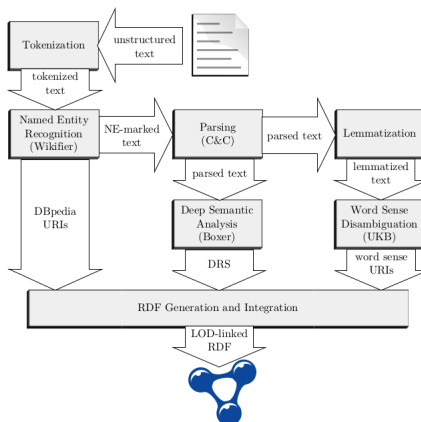 Tokenization
unstructured
text
tokenized
text
Named Entity
Recognition
(Wikifier)
NE-marked
text
Parsing
(C&C)
parsed text
Lemmatization
parsed text
lemmatized
text
DBpedia
URIs
Deep Semantic
Analysis
(Boxer)
Word Sense
Disambiguation
(UKB)
DRS
word sense
URIs
RDF Generation and Integration
LOD-linked
RDF